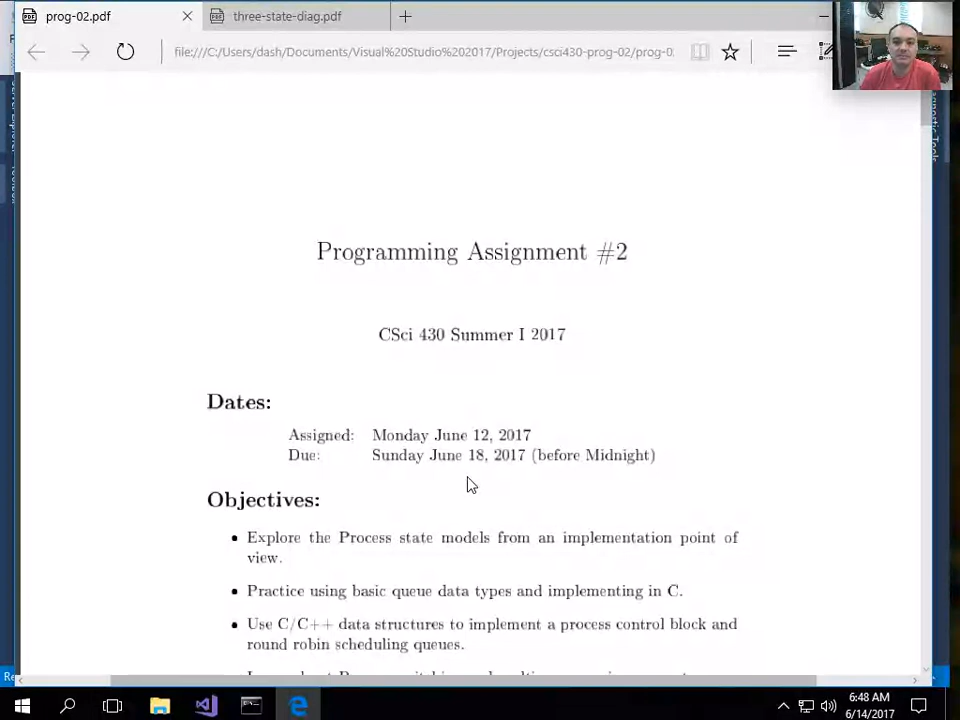 prog-02.pdf
three-state-diag.pdf
file:///C:/Users/dash/Documents/Visual%20Studio%202017/Projects/csci430-prog-02/prog-0
Programming Assignment #2
CSci 430 Summer I 2017
Dates:
Assigned: Monday June 12, 2017
Due: Sunday June 18, 2017 (before Midnight)
Objectives:
• Explore the Process state models from an implementation point of
view.
• Practice using basic queue data types and implementing in C.
• Use C/C++ data structures to implement a process control block and
round robin scheduling queues.
Re
6:48 AM
6/14/2017